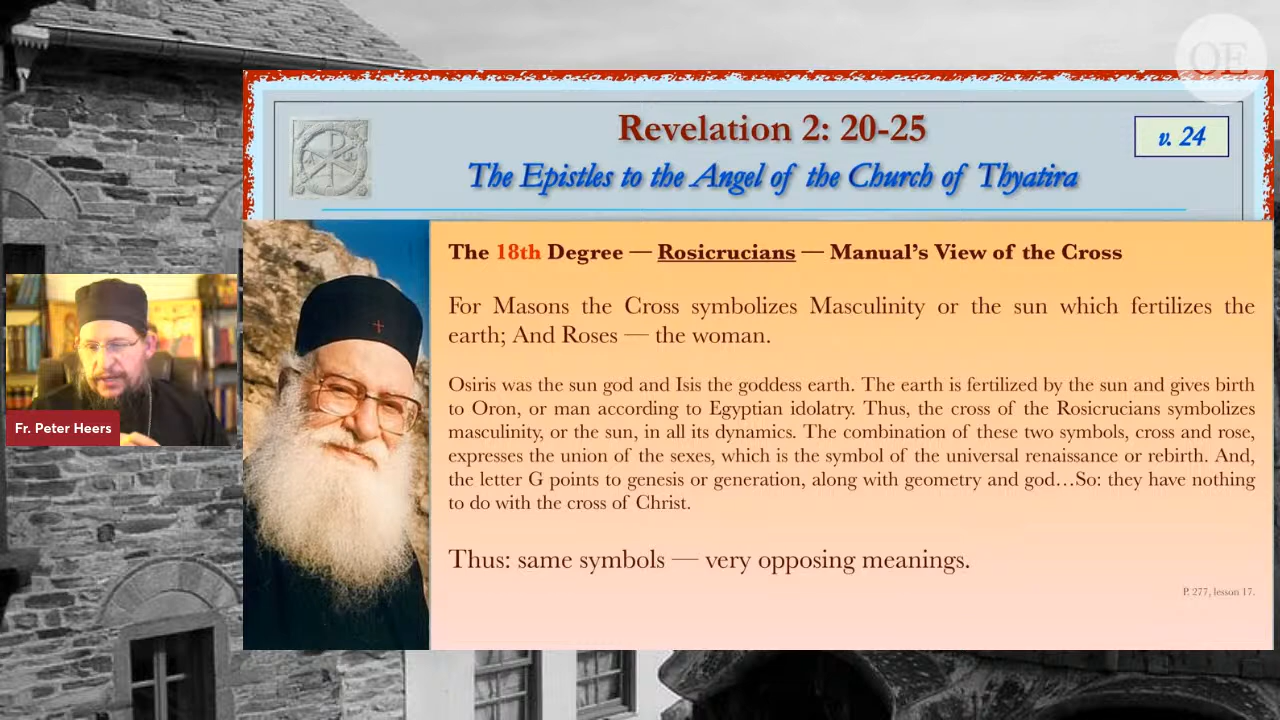 OE
Revelation 2: 20-25
v. 24
The Epistles to the Angel of the Church of Thyatira
The 18th Degree — Rosicrucians — Manual's View of the Cross
For Masons the Cross symbolizes Masculinity or the sun which fertilizes the
earth; And Roses — the woman.
Osiris was the sun god and Isis the goddess earth. The earth is fertilized by the sun and gives birth
to Oron, or man according to Egyptian idolatry. Thus, the cross of the Rosicrucians symbolizes
masculinity, or the sun, in all its dynamics. The combination of these two symbols, cross and rose,
expresses the union of the sexes, which is the symbol of the universal renaissance or rebirth. And,
the letter G points to genesis or generation, along with geometry and god…So: they have nothing
to do with the cross of Christ.
Thus: same symbols — very opposing meanings.
P. 277, lesson 17.
Fr. Peter Heers